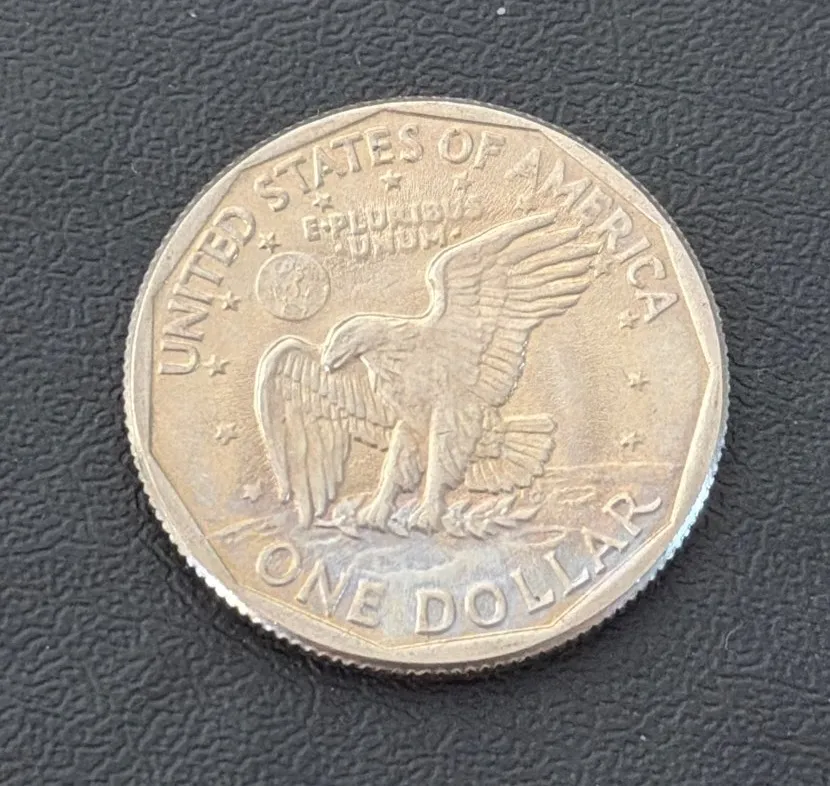 UNITED STATES OF AMERICA
E·PLURIBUS
·UNUM·
ONE DOLLAR